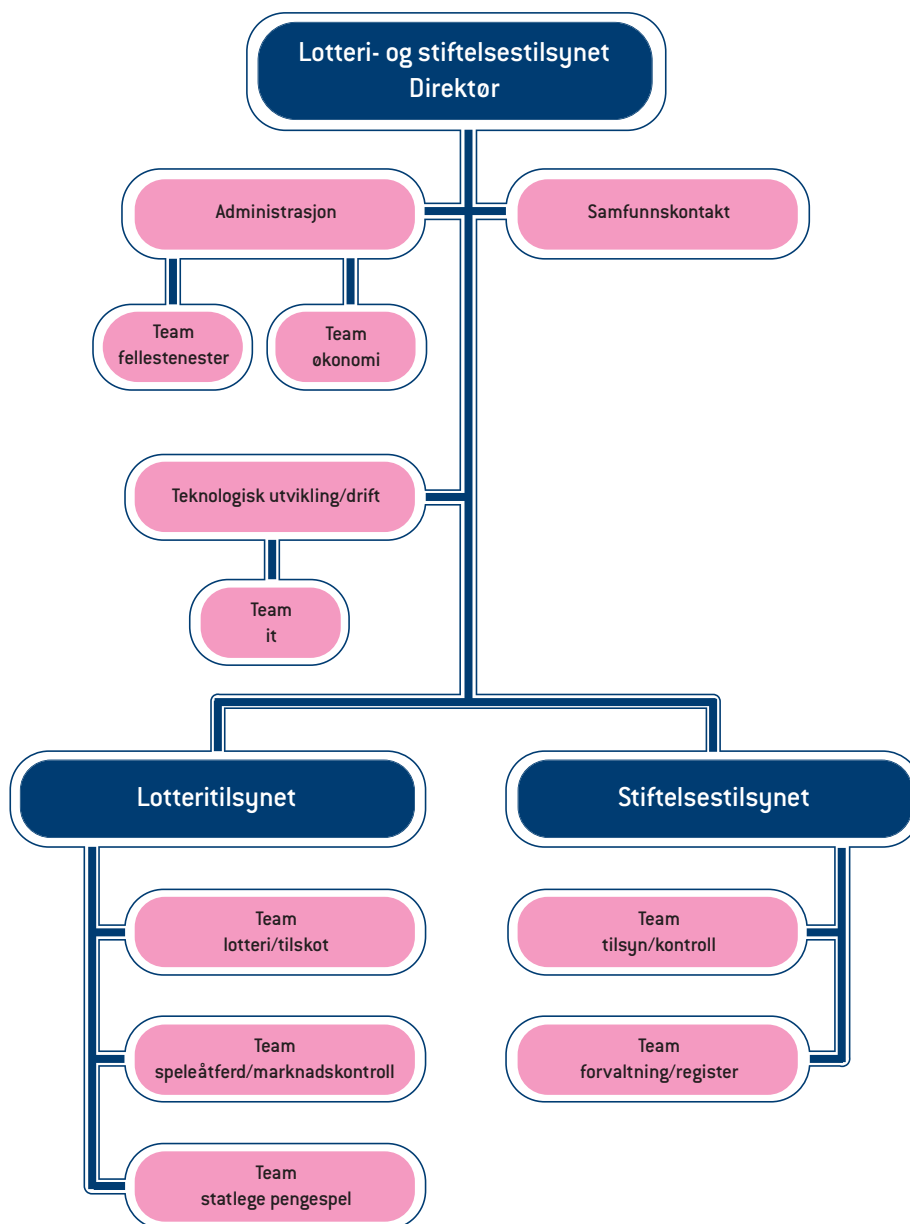 Lotteri- og stiftelsestilsynet
Direktør
Administrasjon
Samfunnskontakt
Team
fellestenester
Team
økonomi
Teknologisk utvikling/drift
Team
it
Lotteritilsynet
Stiftelsestilsynet
Team
lotteri/tilskot
Team
tilsyn/kontroll
Team
speleåtferd/marknadskontroll
Team
forvaltning/register
Team
statlege pengespel